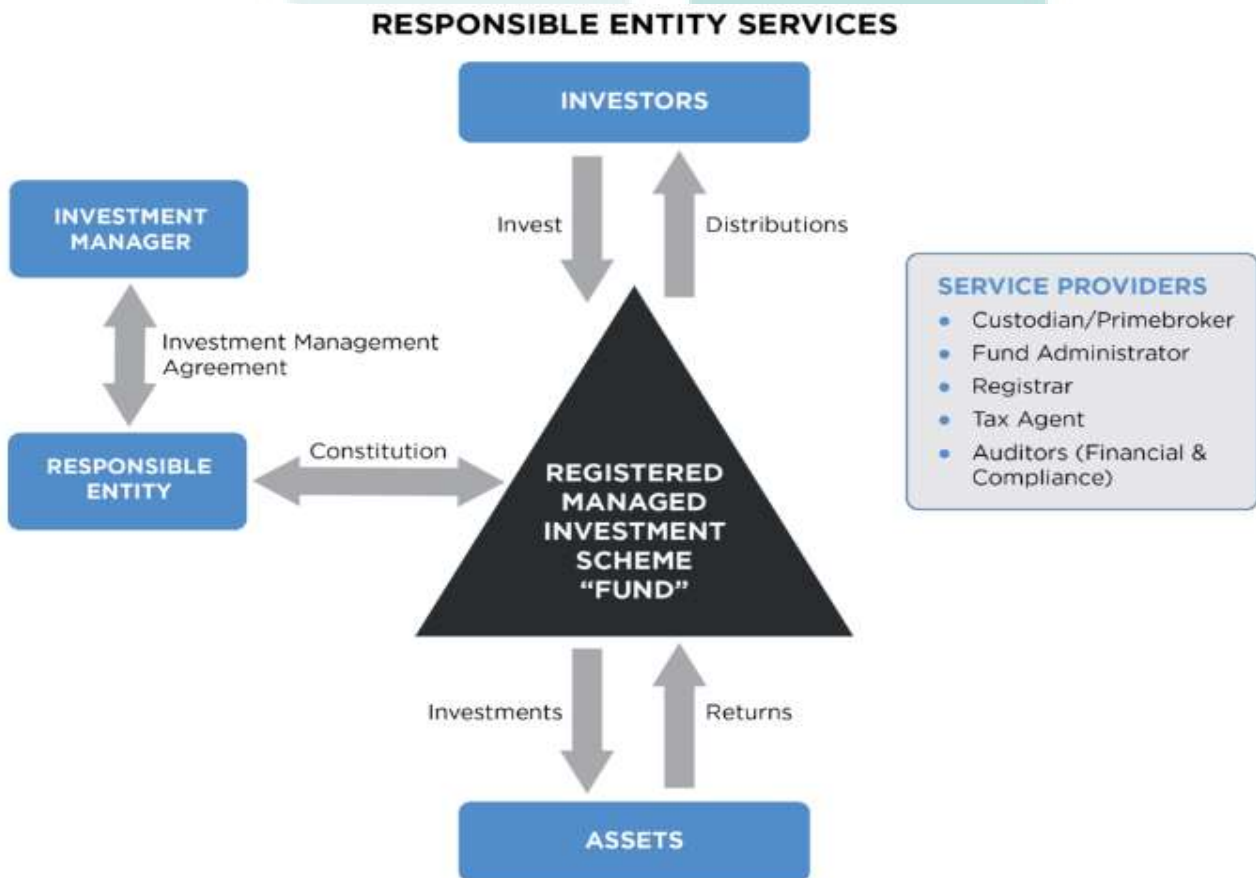 RESPONSIBLE ENTITY SERVICES
INVESTORS
INVESTMENT
MANAGER
Invest
Distributions
SERVICE PROVIDERS
• Custodian/Primebroker
• Fund Administrator
• Registrar
• Tax Agent
• Auditors (Financial &
Compliance)
Investment Management
Agreement
RESPONSIBLE
ENTITY
Constitution
REGISTERED
MANAGED
INVESTMENT
SCHEME
“FUND”
Investments
Returns
ASSETS